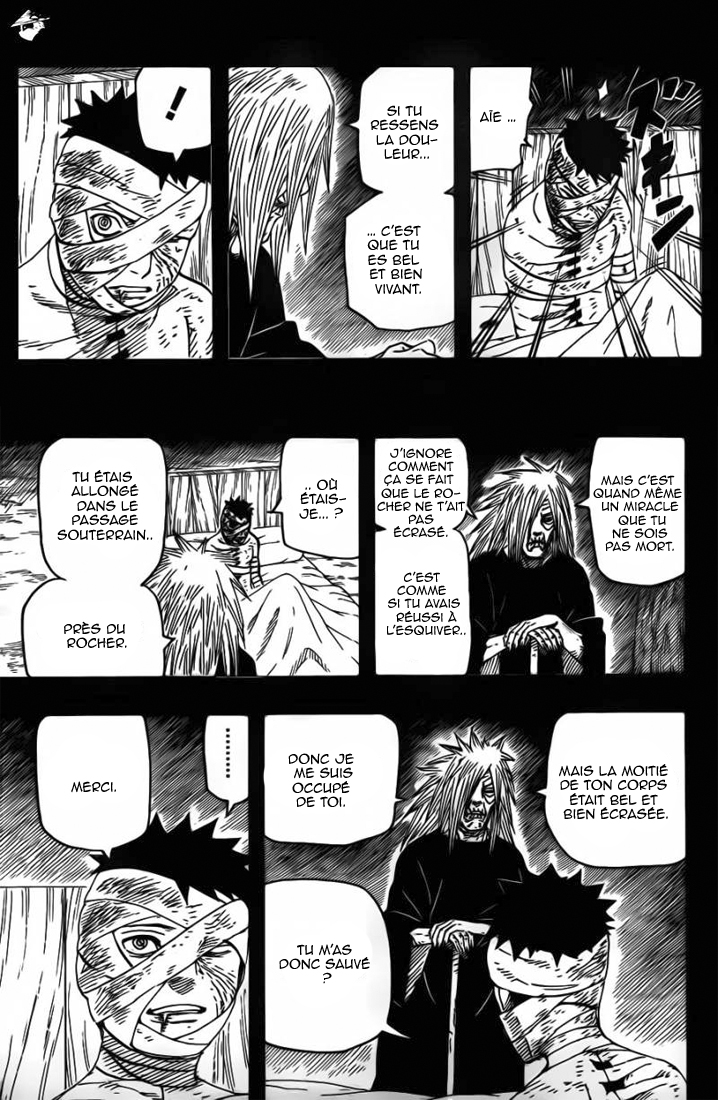 AÏE ...
SI TU
RESSENS
LA DOU-
LEUR...
... C'EST
QUE TU
ES BEL
ET BIEN
VIVANT.
!
MAIS C'EST
QUAND MÊME
UN MIRACLE
QUE TU
NE SOIS
PAS MORT.
J'IGNORE
COMMENT
ÇA SE FAIT
QUE LE RO-
CHER NE T'AIT
PAS
ÉCRASÉ.
C'EST
COMME
SI TU AVAIS
RÉUSSI À
L'ESQUIVER..
.. OÙ
ÉTAIS-
JE... ?
TU ÉTAIS
ALLONGÉ
DANS LE
PASSAGE
SOUTERRAIN..
PRÈS DU
ROCHER.
MAIS LA MOITIÉ
DE TON CORPS
ÉTAIT BEL ET
BIEN ÉCRASÉE.
DONC JE
ME SUIS
OCCUPÉ
DE TOI.
TU M'AS
DONC SAUVÉ
?
.........
MERCI.